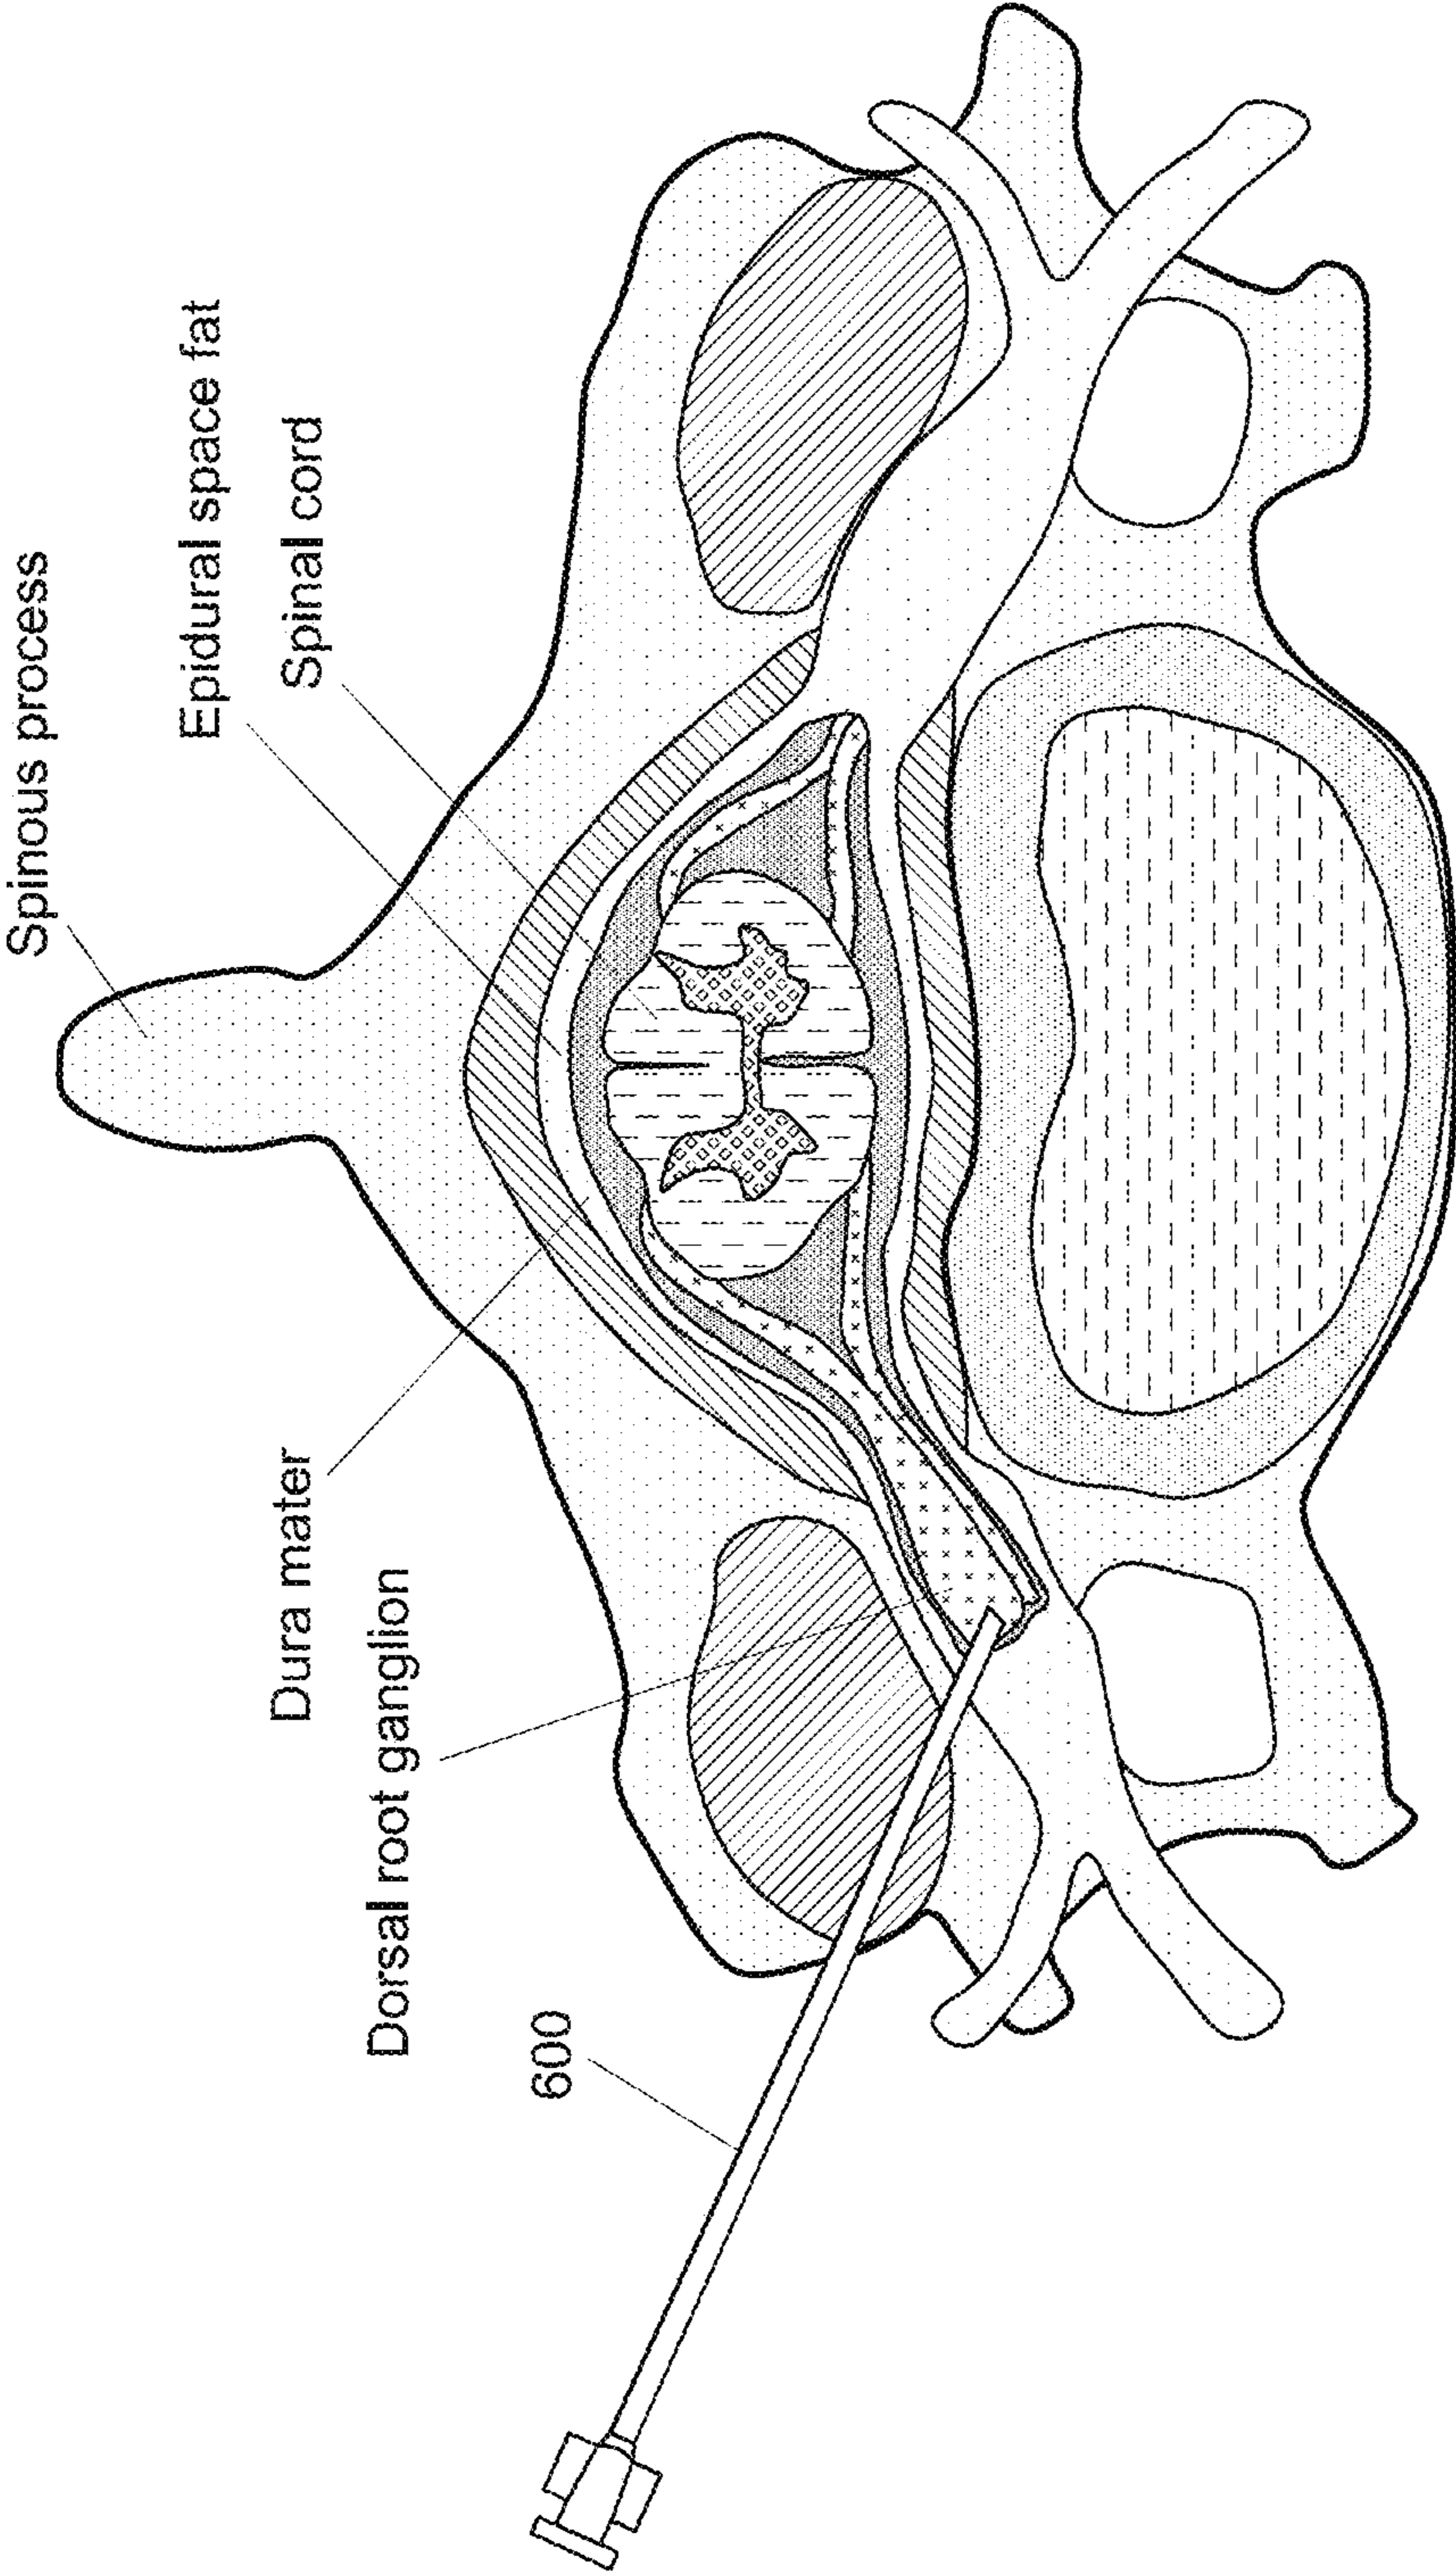 Spinous process
Epidural space fat
Spinal cord
Dura mater
Dorsal root ganglion
600